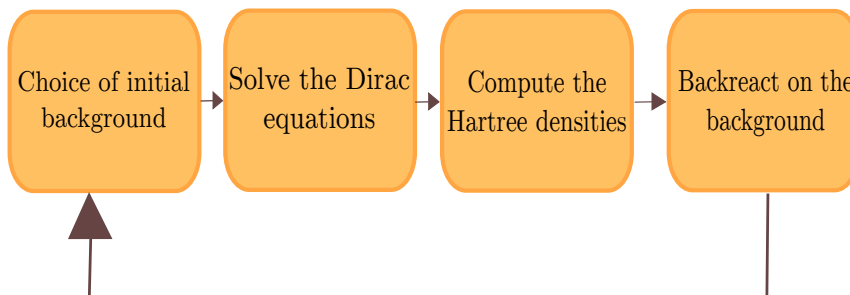 Choice of initial
background
Solve the Dirac
equations
Compute the
Hartree densities
Backreact on the
background